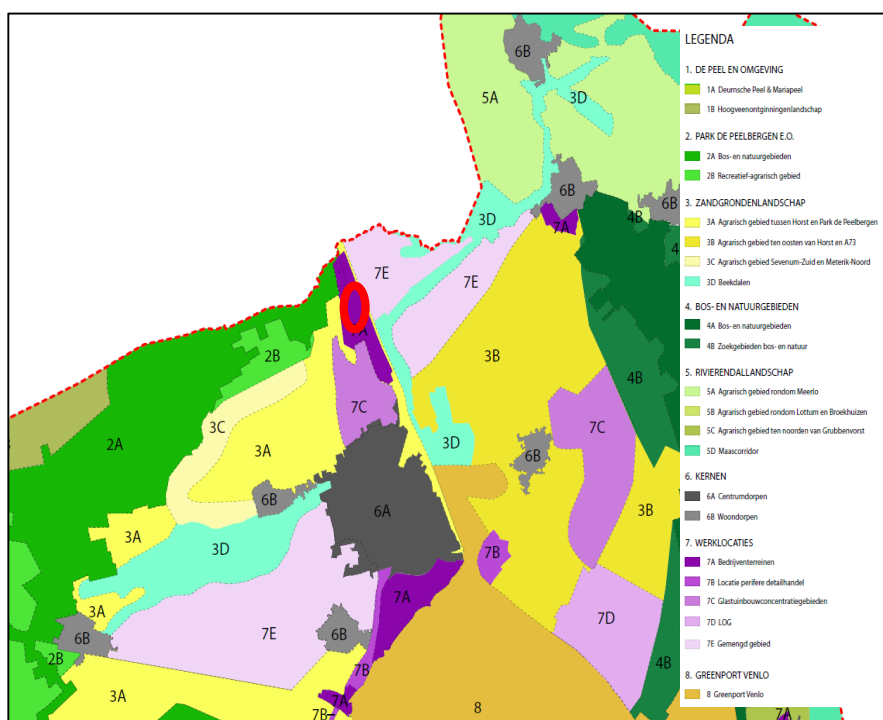 6B
5A
3D
6B
6B
4B
3D
7A
4
7E
7E
2B
3B
4B
7C
3C
7C
2A
3A
3D
6B
6B
6A
3B
3A
3D
7B
7A
7D
3A
6B
7E
6B
2B
7B
4B
3A
7A
8
7B
7A
LEGENDA
1. DE PEEL EN OMGEVING
1A Deurnsche Peel & Mariapeel
1B Hoogveenontginningenlandschap
2. PARK DE PEELBERGEN E.O.
2A Bos- en natuurgebieden
2B Recreatief-agrarisch gebied
3. ZANDGRONDENLANDSCHAP
3A Agrarisch gebied tussen Horst en Park de Peelbergen
3B Agrarisch gebied ten oosten van Horst en A73
3C Agrarisch gebied Sevenum-Zuid en Meterik-Noord
3D Beekdalen
4. BOS- EN NATUURGEBIEDEN
4A Bos- en natuurgebieden
4B Zoekgebieden bos- en natuur
5. RIVIERENDALLANDSCHAP
5A Agrarisch gebied rondom Meerlo
5B Agrarisch gebied rondom Lottum en Broekhuizen
5C Agrarisch gebied ten noorden van Grubbenvorst
5D Maascorridor
6. KERNEN
6A Centrumdorpen
6B Woondorpen
7. WERKLOCATIES
7A Bedrijventerreinen
7B Locatie perifere detailhandel
7C Glastuinbouwconcentratiegebieden
7D LOG
7E Gemengd gebied
8. GREENPORT VENLO
8 Greenport Venlo